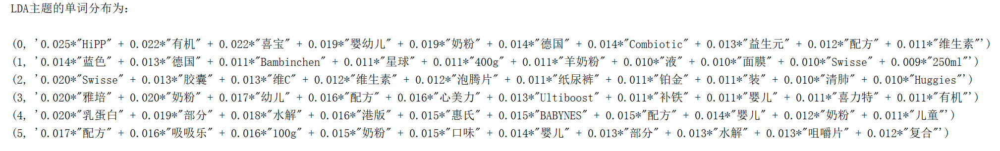 LDA主题的单词分布为：
(0, '0.025*"HiPP" + 0.022*"有机" + 0.022*"喜宝" + 0.019*"婴幼儿" + 0.019*"奶粉" + 0.014*"德国" + 0.014*"Combiotic" + 0.013*"益生元" + 0.012*"配方" + 0.011*"维生素"')
(1, '0.014*"蓝色" + 0.013*"德国" + 0.011*"Bambinchen" + 0.011*"星球" + 0.011*"400g" + 0.011*"羊奶粉" + 0.010*"液" + 0.010*"面膜" + 0.010*"Swisse" + 0.009*"250ml"')
(2, '0.020*"Swisse" + 0.013*"胶囊" + 0.013*"维C" + 0.012*"维生素" + 0.012*"泡腾片" + 0.011*"纸尿裤" + 0.011*"铂金" + 0.011*"装" + 0.010*"清肺" + 0.010*"Huggies"')
(3, '0.020*"雅培" + 0.020*"奶粉" + 0.017*"幼儿" + 0.016*"配方" + 0.016*"心美力" + 0.013*"Ultiboost" + 0.011*"补铁" + 0.011*"婴儿" + 0.011*"喜力特" + 0.011*"有机"')
(4, '0.020*"乳蛋白" + 0.019*"部分" + 0.018*"水解" + 0.016*"港版" + 0.015*"惠氏" + 0.015*"BABYNES" + 0.015*"配方" + 0.014*"婴儿" + 0.012*"奶粉" + 0.011*"儿童"')
(5, '0.017*"配方" + 0.016*"吸吸乐" + 0.016*"100g" + 0.015*"奶粉" + 0.015*"口味" + 0.014*"婴儿" + 0.013*"部分" + 0.013*"水解" + 0.013*"咀嚼片" + 0.012*"复合"')